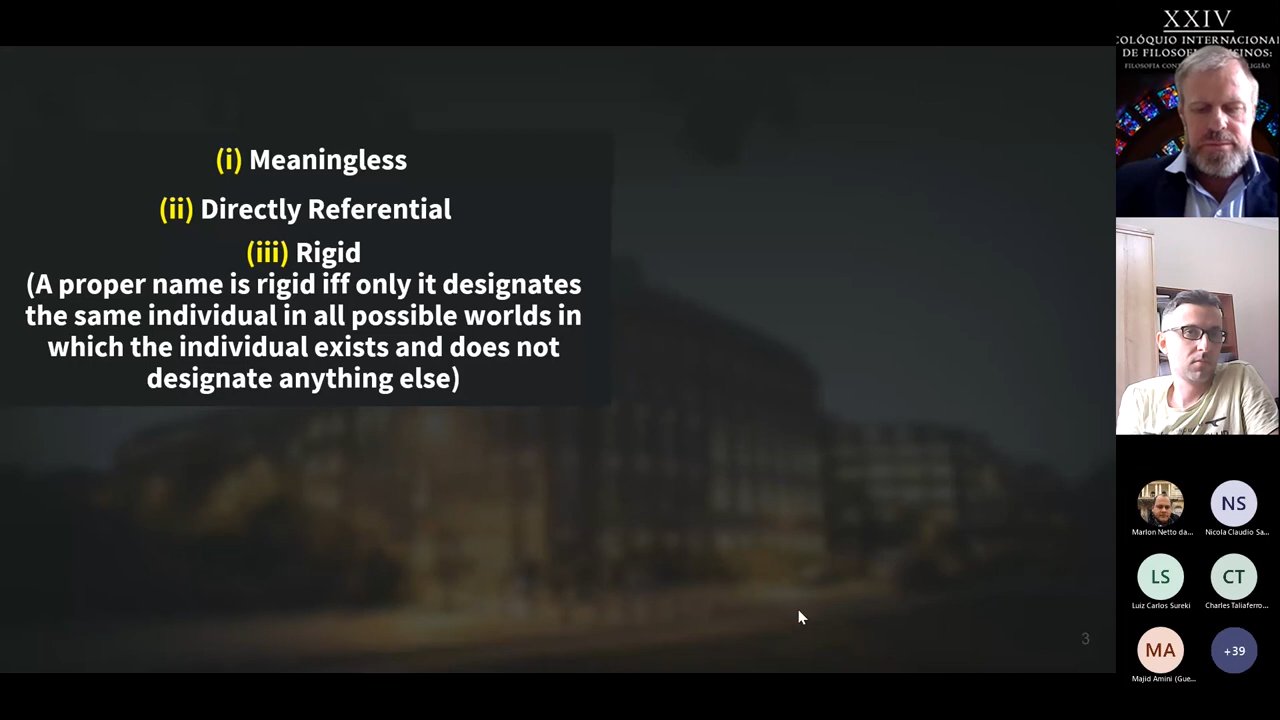 (i) Meaningless
(ii) Directly Referential
(iii) Rigid
(A proper name is rigid iff only it designates
the same individual in all possible worlds in
which the individual exists and does not
designate anything else)
3
XXIV
COLÓQUIO INTERNACIONAL
DE
FILOSOFIA
Marlon Netto da...
NS
Nicola Claudio Sa...
LS
Luiz Carlos Sureki
CT
Charles Taliaferro...
MA
Majid Amini (Gue...
+39